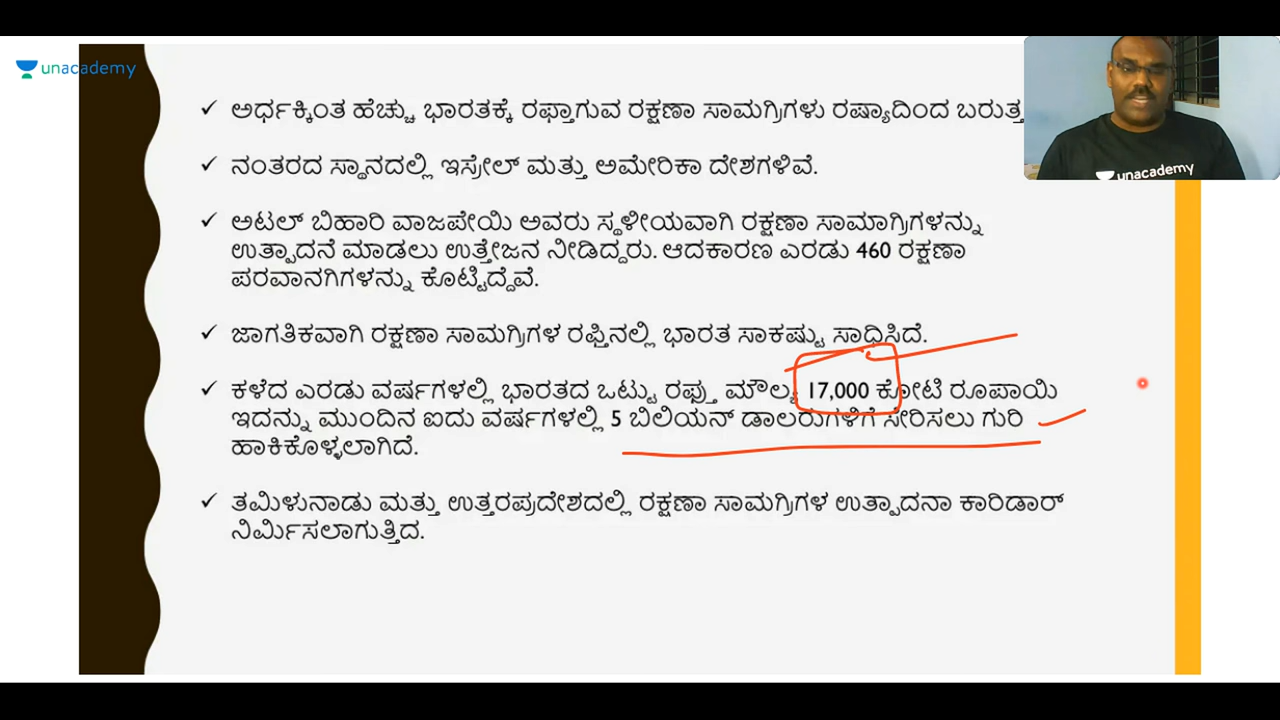 unacademy
ಅರ್ಧಕ್ಕಿಂತ ಹೆಚ್ಚು ಭಾರತಕ್ಕೆ ರಫ್ತಾಗುವ ರಕ್ಷಣಾ ಸಾಮಗ್ರಿಗಳು ರಷ್ಯಾದಿಂದ ಬರುತ್ತ
ನಂತರದ ಸ್ಥಾನದಲ್ಲಿ ಇಸ್ರೇಲ್ ಮತ್ತು ಅಮೇರಿಕಾ ದೇಶಗಳಿವೆ.
ಅಟಲ್ ಬಿಹಾರಿ ವಾಜಪೇಯಿ ಅವರು ಸ್ಥಳೀಯವಾಗಿ ರಕ್ಷಣಾ ಸಾಮಾಗ್ರಿಗಳನ್ನು
ಉತ್ಪಾದನೆ ಮಾಡಲು ಉತ್ತೇಜನ ನೀಡಿದ್ದರು. ಆದಕಾರಣ ಎರಡು 460 ರಕ್ಷಣಾ
ಪರವಾನಗಿಗಳನ್ನು ಕೊಟ್ಟಿದ್ದೆವೆ.
ಜಾಗತಿಕವಾಗಿ ರಕ್ಷಣಾ ಸಾಮಗ್ರಿಗಳ ರಫ್ತಿನಲ್ಲಿ ಭಾರತ ಸಾಕಷ್ಟು ಸಾಧಿಸಿದೆ.
ಕಳೆದ ಎರಡು ವರ್ಷಗಳಲ್ಲಿ ಭಾರತದ ಒಟ್ಟು ರಫ್ತು ಮೌಲ್ಯ 17,000 ಕೋಟಿ ರೂಪಾಯಿ
ಇದನ್ನು ಮುಂದಿನ ಐದು ವರ್ಷಗಳಲ್ಲಿ 5 ಬಿಲಿಯನ್ ಡಾಲರುಗಳಿಗೆ ಸೇರಿಸಲು ಗುರಿ
ಹಾಕಿಕೊಳ್ಳಲಾಗಿದೆ.
ತಮಿಳುನಾಡು ಮತ್ತು ಉತ್ತರಪ್ರದೇಶದಲ್ಲಿ ರಕ್ಷಣಾ ಸಾಮಗ್ರಿಗಳ ಉತ್ಪಾದನಾ ಕಾರಿಡಾರ್
ನಿರ್ಮಿಸಲಾಗುತ್ತಿದ.
unacademy